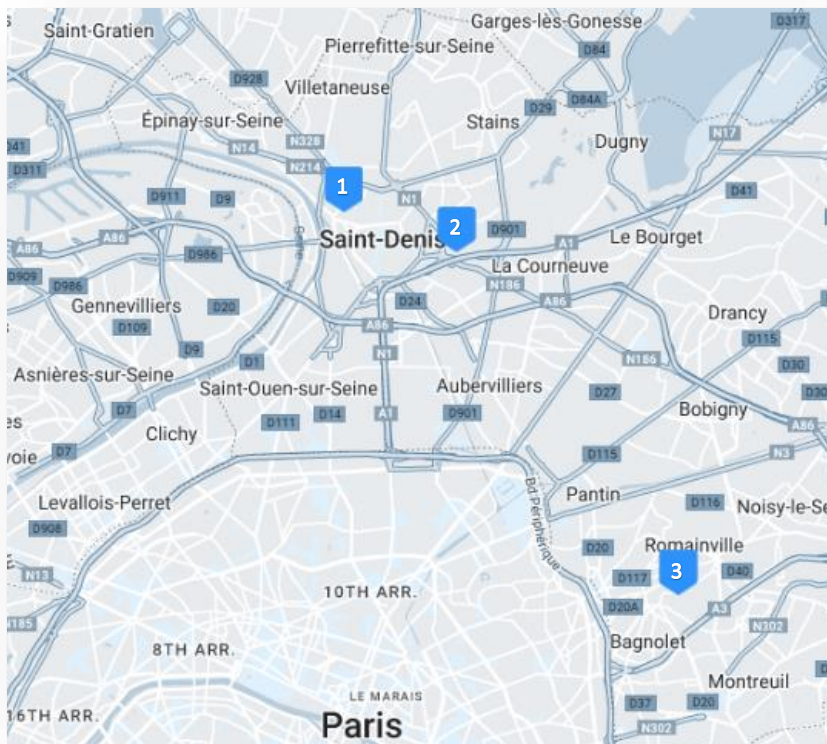 D317
Garges-lès-Gonesse
Saint-Gratien
Pierrefitte-sur-Seine
D84
D928
Villetaneuse
D84A
D29
Épinay-sur-Seine
Stains
N17
N328
Dugny
D41
N14
N214
D311
1
D41
D911
D9
N1
2
D901
Saint-Denis
A86
Le Bourget
A1
A86
D986
La Courneuve
D909
D986
N186
D24
A86
Gennevilliers
D20
Drancy
D109
A86
D115
D9
N1
D1
N186
D30
Asnières-sur-Seine
Saint-Ouen-sur-Seine
Aubervilliers
D27
D30
D7
D111
D14
A1
D901
Bobigny
A86
Clichy
D7
D115
N3
Bd Périphérique
Pantin
Levallois-Perret
D116
Noisy-le-Se
D908
D20
Romainville
N13
D117
3
D40
10TH ARR.
D20A
A3
N185
N302
8TH ARR.
Bagnolet
Montreuil
LE MARAIS
16TH ARR.
D37
D20
Paris
N302